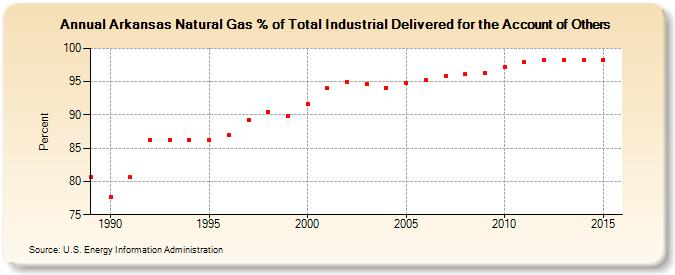 Annual Arkansas Natural Gas % of Total Industrial Delivered for the Account of Others
100
95
90
85
80
75
Percent
1990 1995 2000 2005 2010 2015
Source: U.S. Energy Information Administration